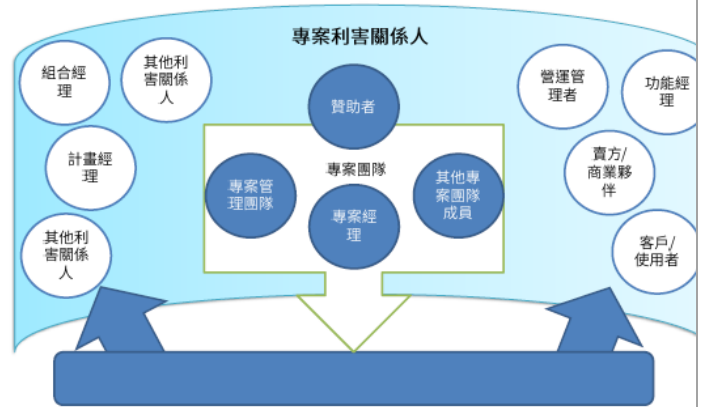 專案利害關係人
組合經
理
其他利
害關係
人
計畫經
理
其他利
害關係
人
贊助者
專案團隊
專案管
理團隊
專案經
理
其他專
案團隊
成員
營運管
理者
功能經
理
賣方/
商業夥
伴
客戶/
使用者